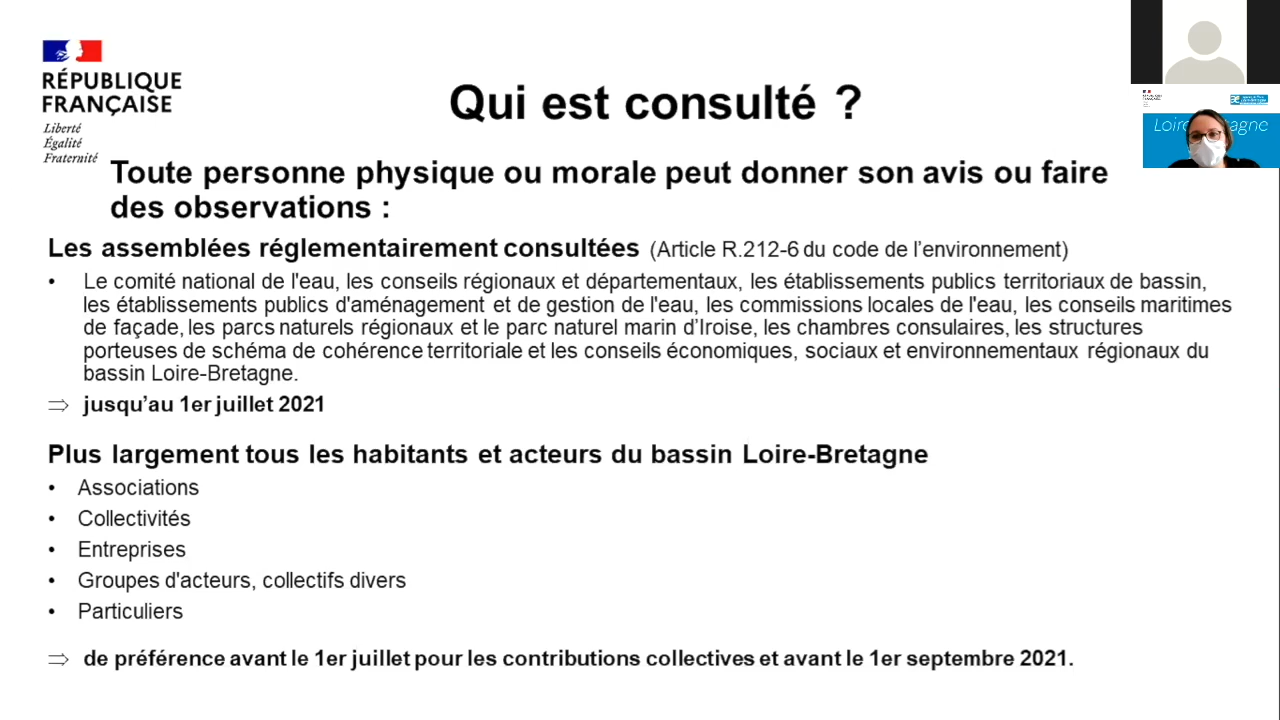 RÉPUBLIQUE
FRANÇAISE
Liberté
Égalité
Fraternité
Qui est consulté ?
Toute personne physique ou morale peut donner son avis ou faire
des observations :
Les assemblées réglementairement consultées (Article R.212-6 du code de l’environnement)
• Le comité national de l'eau, les conseils régionaux et départementaux, les établissements publics territoriaux de bassin,
les établissements publics d'aménagement et de gestion de l'eau, les commissions locales de l'eau, les conseils maritimes
de façade, les parcs naturels régionaux et le parc naturel marin d’Iroise, les chambres consulaires, les structures
porteuses de schéma de cohérence territoriale et les conseils économiques, sociaux et environnementaux régionaux du
bassin Loire-Bretagne.
⇒ jusqu’au 1er juillet 2021
Plus largement tous les habitants et acteurs du bassin Loire-Bretagne
• Associations
• Collectivités
• Entreprises
• Groupes d'acteurs, collectifs divers
• Particuliers
⇒ de préférence avant le 1er juillet pour les contributions collectives et avant le 1er septembre 2021.